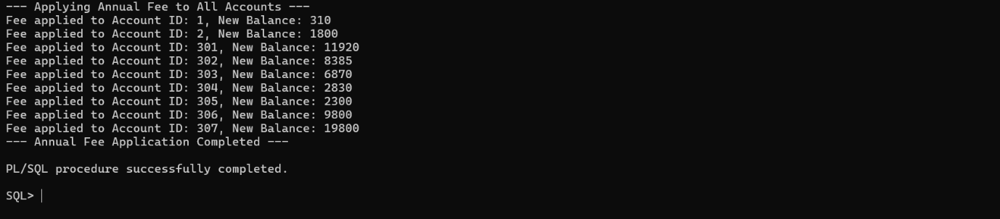 --- Applying Annual Fee to All Accounts ---
Fee applied to Account ID: 1, New Balance: 310
Fee applied to Account ID: 2, New Balance: 1800
Fee applied to Account ID: 301, New Balance: 11920
Fee applied to Account ID: 302, New Balance: 8385
Fee applied to Account ID: 303, New Balance: 6870
Fee applied to Account ID: 304, New Balance: 2830
Fee applied to Account ID: 305, New Balance: 2300
Fee applied to Account ID: 306, New Balance: 9800
Fee applied to Account ID: 307, New Balance: 19800
--- Annual Fee Application Completed ---
PL/SQL procedure successfully completed.
SQL>